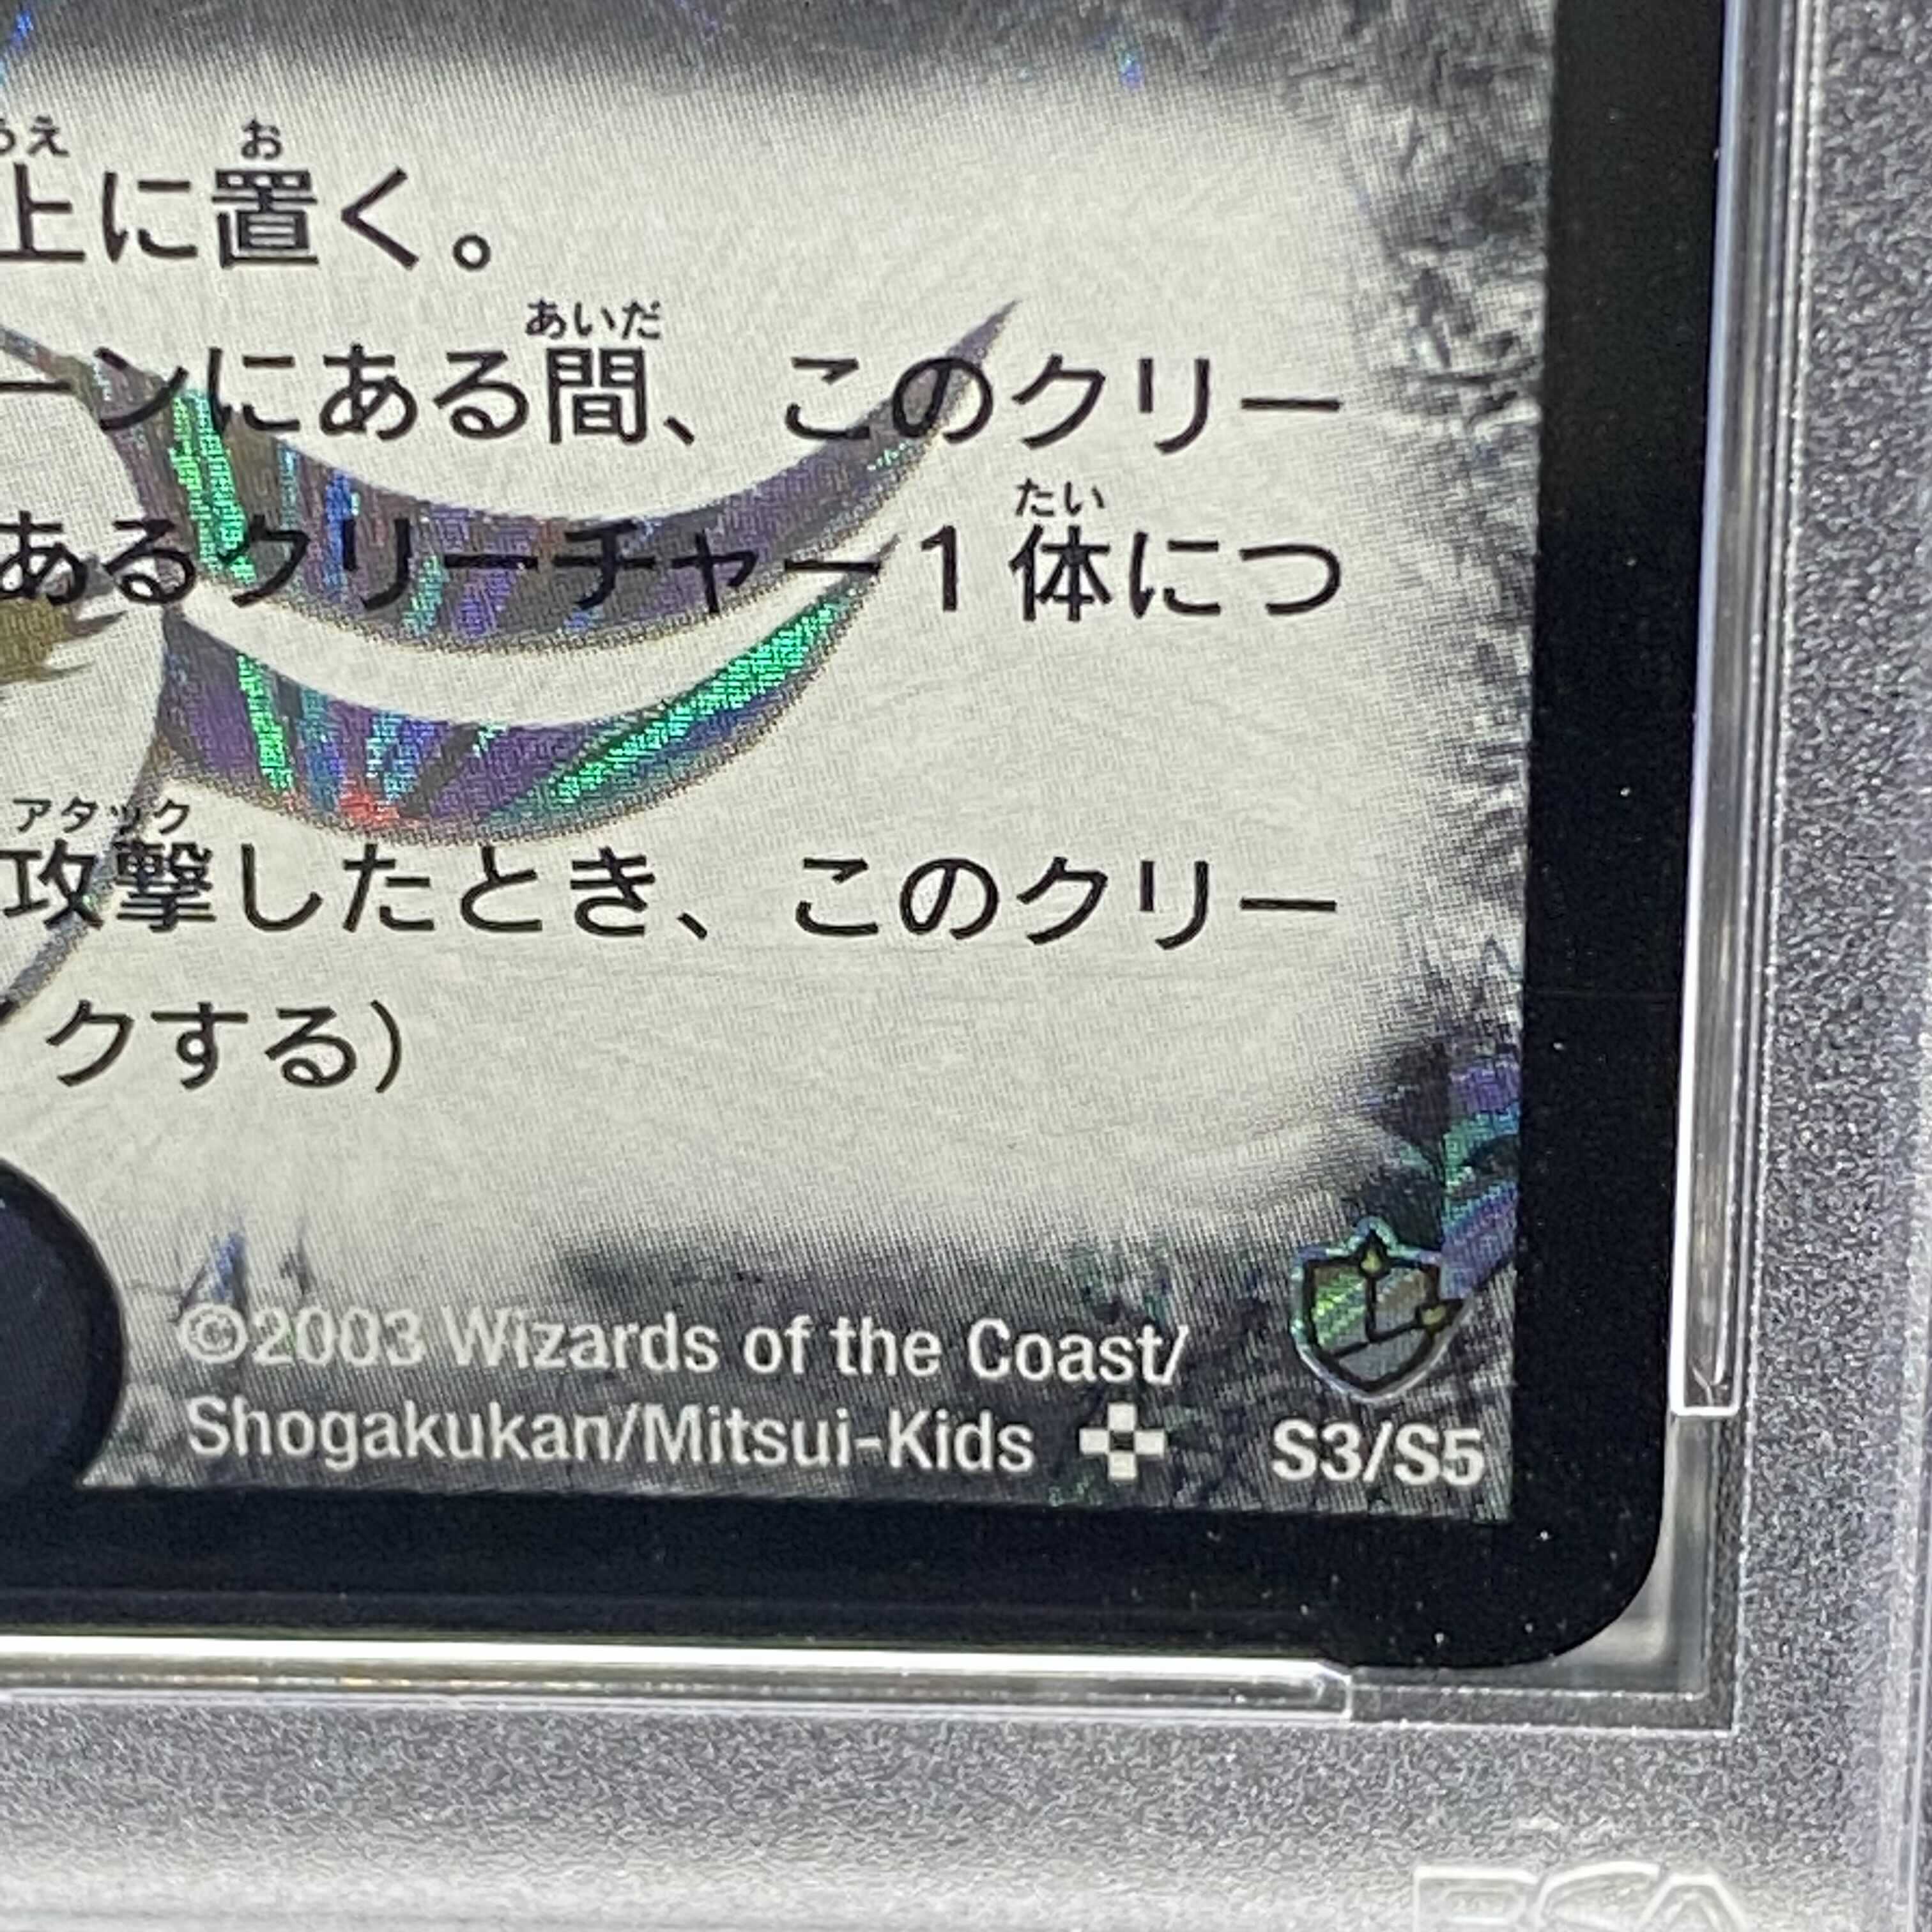 うえ お
上に置く。
あいだ
ーンにある間、このクリー
たい
あるクリーチャー1体につ
アタック
攻撃したとき、このクリー
クする）
©2003 Wizards of the Coast/
Shogakukan/Mitsui-Kids S3/S5
PSA